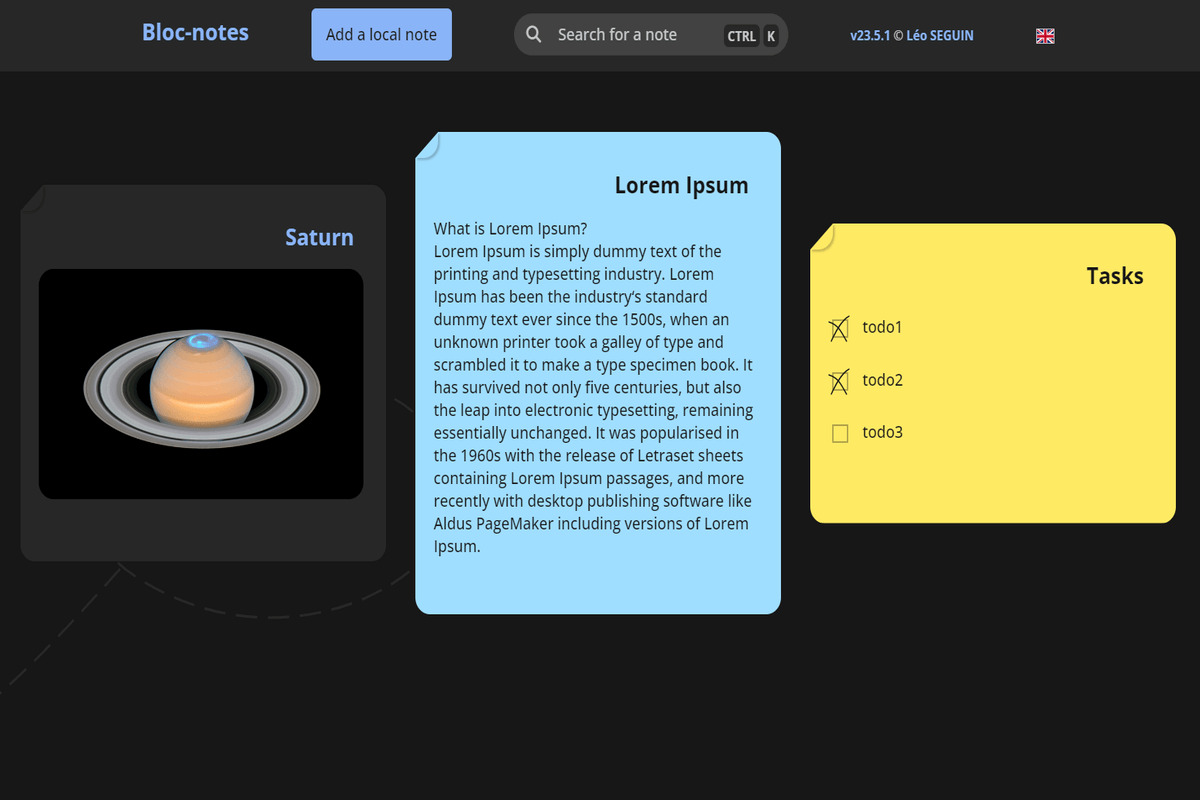 Bloc-notes
Add a local note
Search for a note
CTRL K
v23.5.1 © Léo SEGUIN
Saturn
Lorem Ipsum
What is Lorem Ipsum?
Lorem Ipsum is simply dummy text of the
printing and typesetting industry. Lorem
Ipsum has been the industry's standard
dummy text ever since the 1500s, when an
unknown printer took a galley of type and
scrambled it to make a type specimen book. It
has survived not only five centuries, but also
the leap into electronic typesetting, remaining
essentially unchanged. It was popularised in
the 1960s with the release of Letraset sheets
containing Lorem Ipsum passages, and more
recently with desktop publishing software like
Aldus PageMaker including versions of Lorem
Ipsum.
Tasks
todo1
todo2
todo3